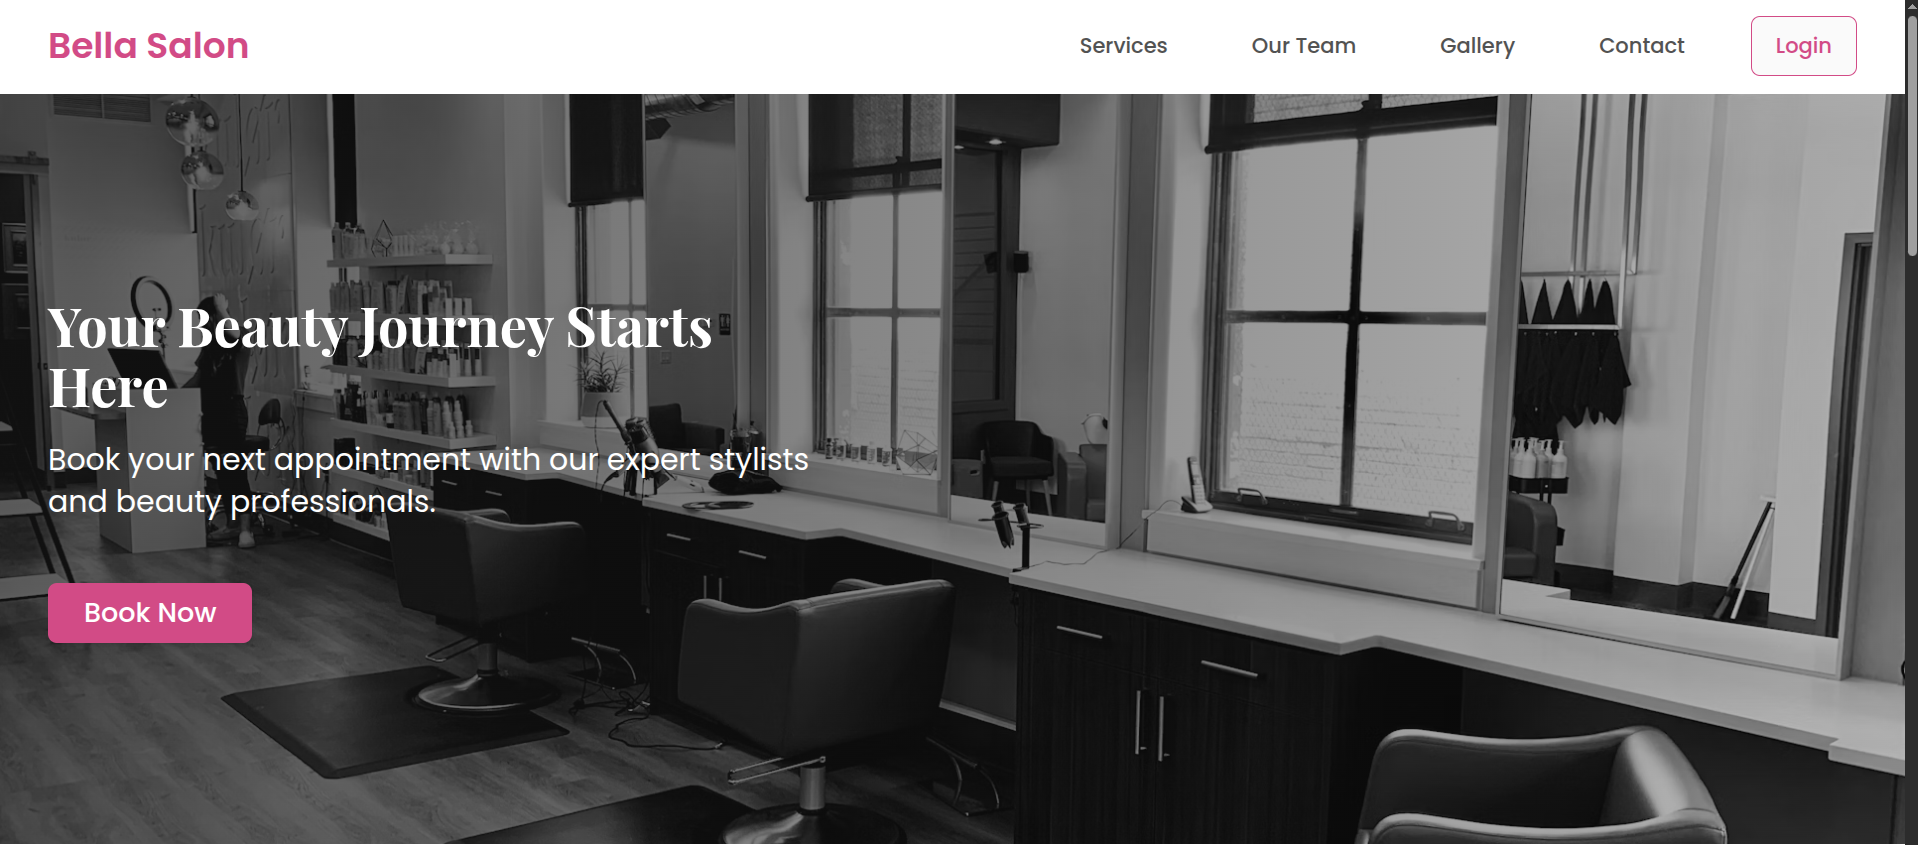 Bella Salon
Services
Our Team
Gallery
Contact
Login
Your Beauty Journey Starts
Here
Book your next appointment with our expert stylists
and beauty professionals.
Book Now